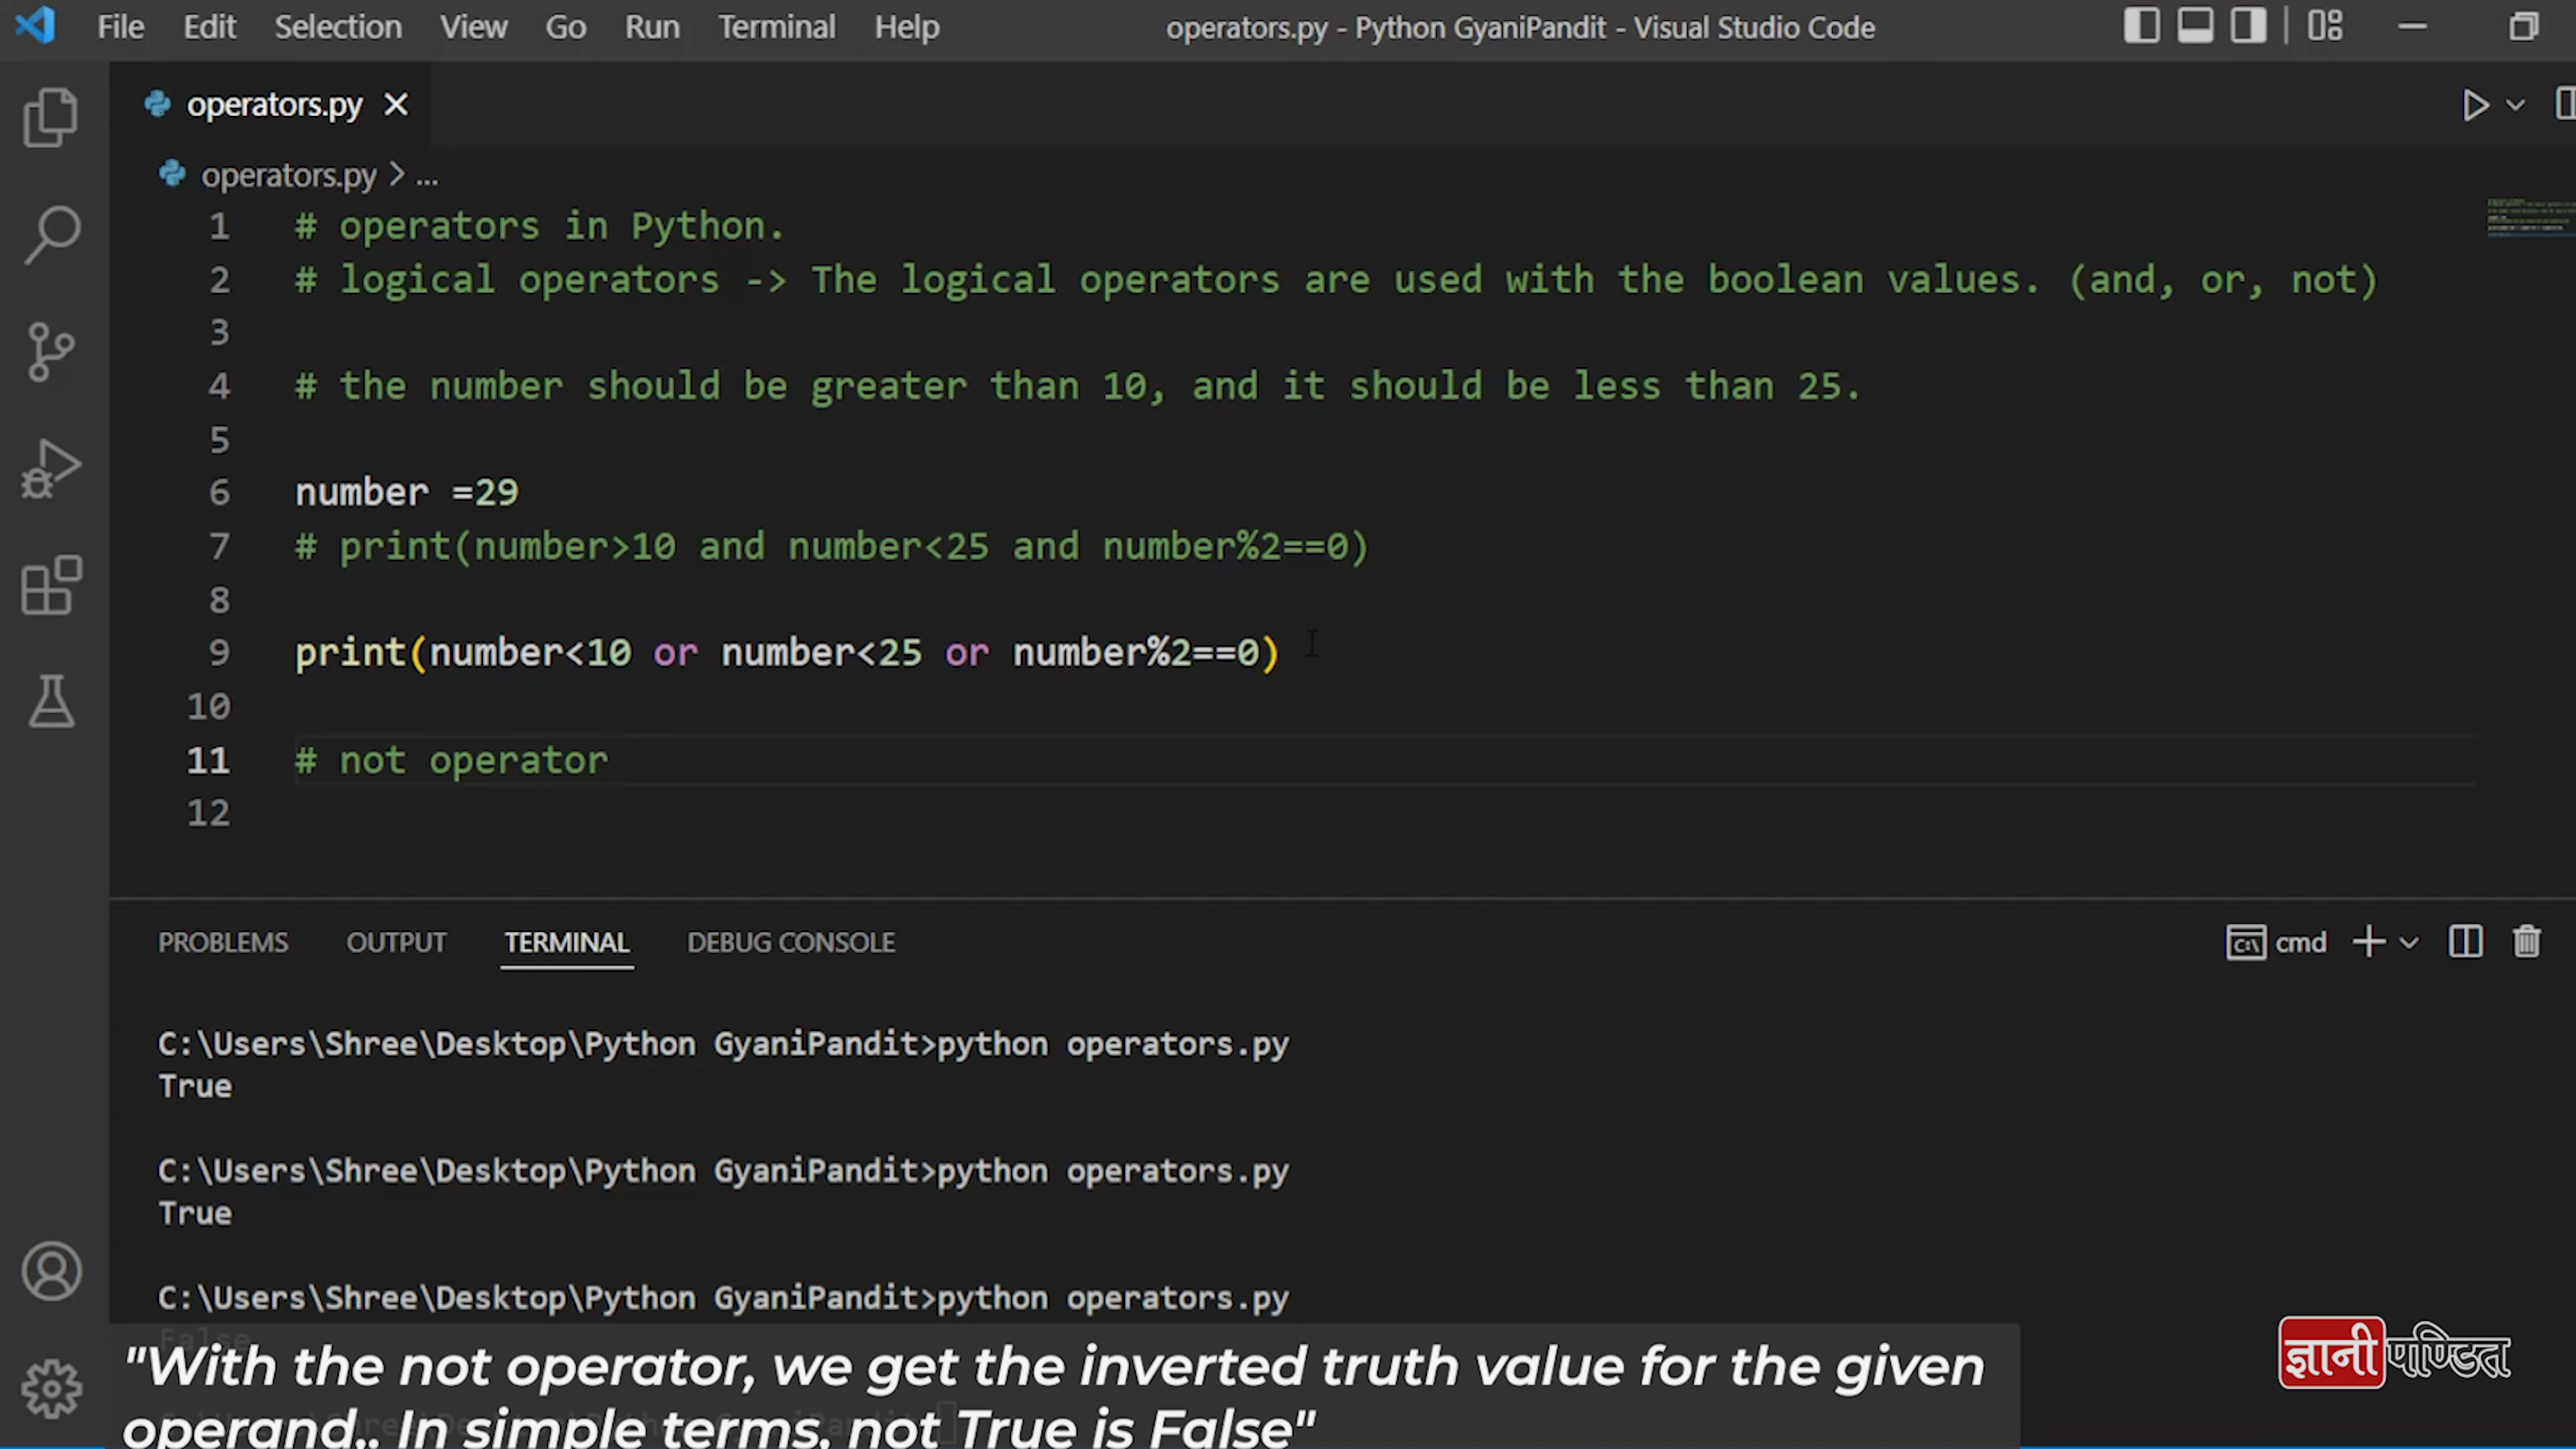 File Edit Selection View Go Run Terminal Help operators.py - Python GyaniPandit - Visual Studio Code
operators.py
operators.py > ...
1 # operators in Python.
2 # logical operators -> The logical operators are used with the boolean values. (and, or, not)
3
4 # the number should be greater than 10, and it should be less than 25.
5
6 number =29
7 # print(number>10 and number<25 and number%2==0)
8
9 print(number<10 or number<25 or number%2==0)
10
11 # not operator
12
PROBLEMS OUTPUT TERMINAL DEBUG CONSOLE cmd
C:\Users\Shree\Desktop\Python GyaniPandit>python operators.py
True
C:\Users\Shree\Desktop\Python GyaniPandit>python operators.py
True
C:\Users\Shree\Desktop\Python GyaniPandit>python operators.py
False
"With the not operator, we get the inverted truth value for the given
operand.. In simple terms, not True is False"
ज्ञानीपण्डित